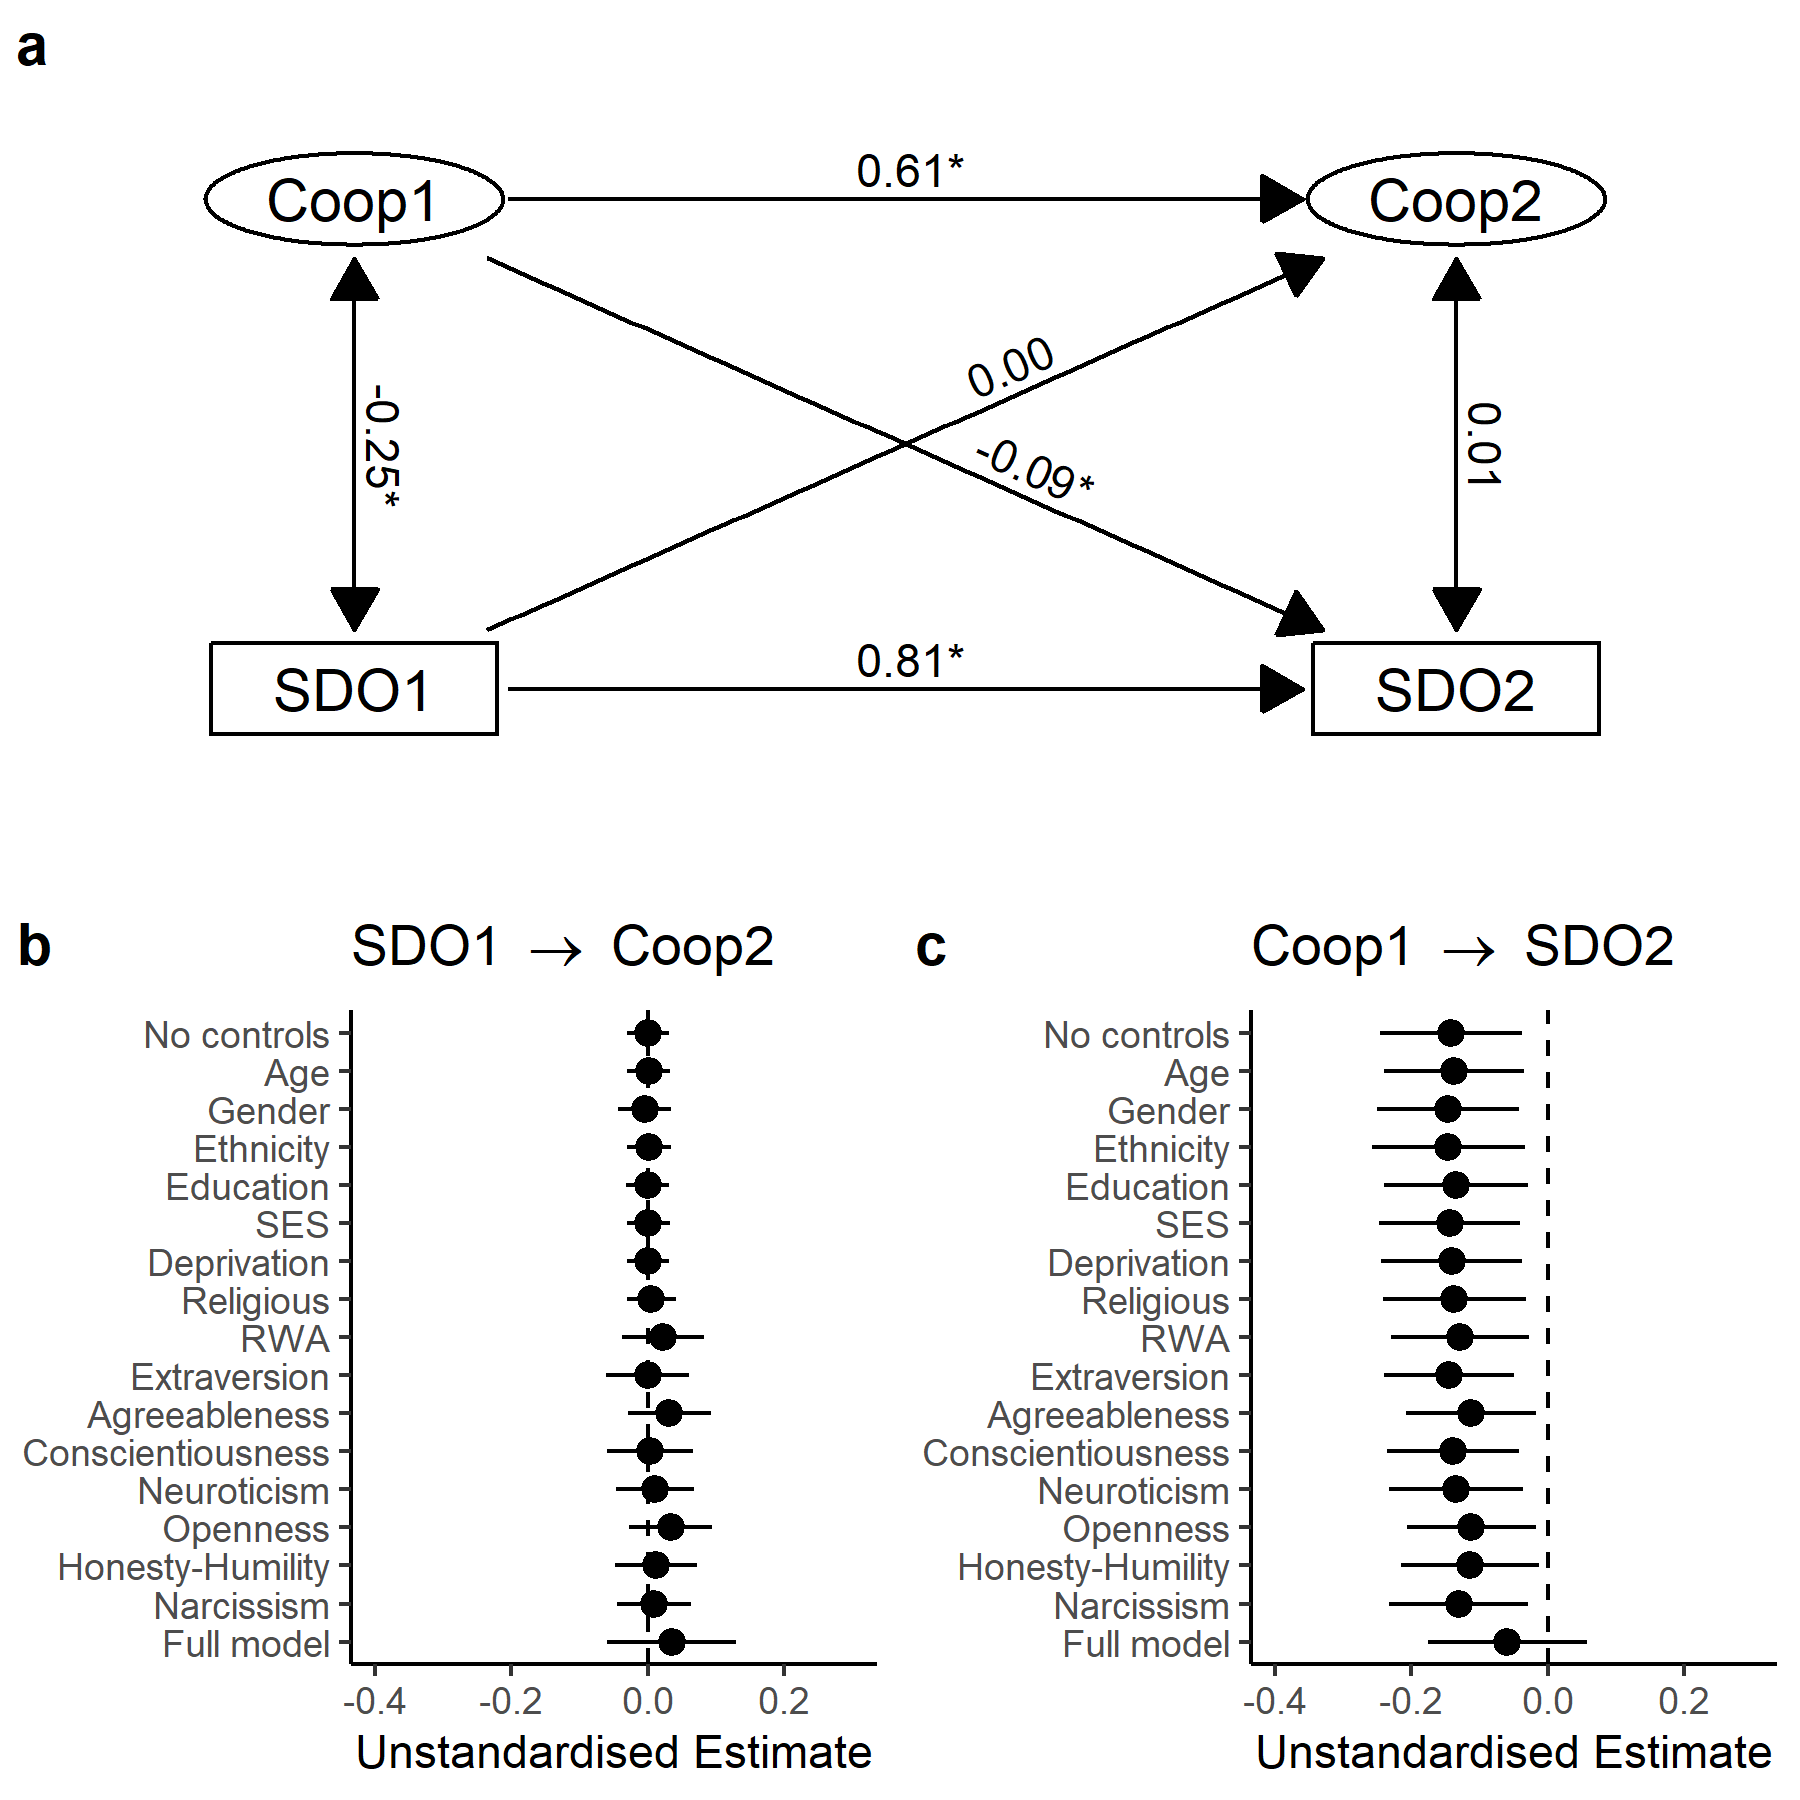 a
Coop1
0.61*
Coop2
0.00
-0.25*
-0.09*
0.01
SDO1
0.81*
SDO2
b
SDO1 → Coop2
No controls
Age
Gender
Ethnicity
Education
SES
Deprivation
Religious
RWA
Extraversion
Agreeableness
Conscientiousness
Neuroticism
Openness
Honesty-Humility
Narcissism
Full model
-0.4 -0.2 0.0 0.2
Unstandardised Estimate
c
Coop1 → SDO2
No controls
Age
Gender
Ethnicity
Education
SES
Deprivation
Religious
RWA
Extraversion
Agreeableness
Conscientiousness
Neuroticism
Openness
Honesty-Humility
Narcissism
Full model
-0.4 -0.2 0.0 0.2
Unstandardised Estimate